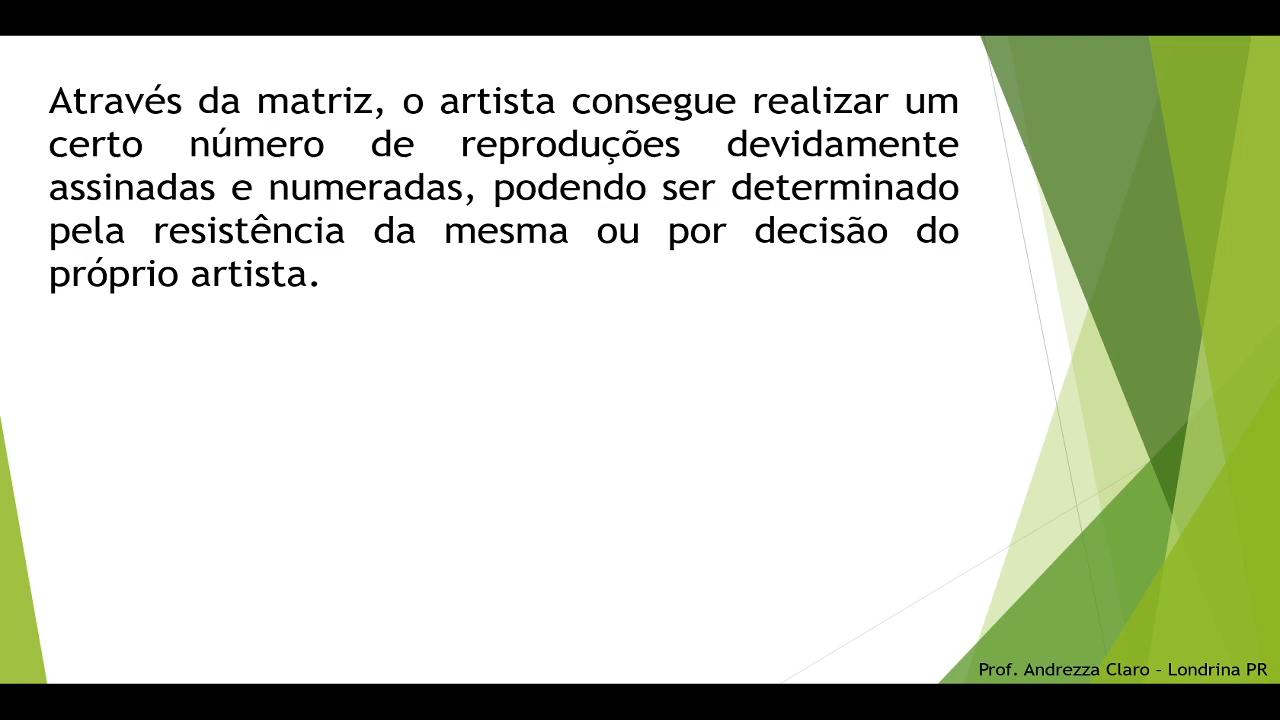 Através da matriz, o artista consegue realizar um
certo número de reproduções devidamente
assinadas e numeradas, podendo ser determinado
pela resistência da mesma ou por decisão do
próprio artista.
Prof. Andrezza Claro – Londrina PR